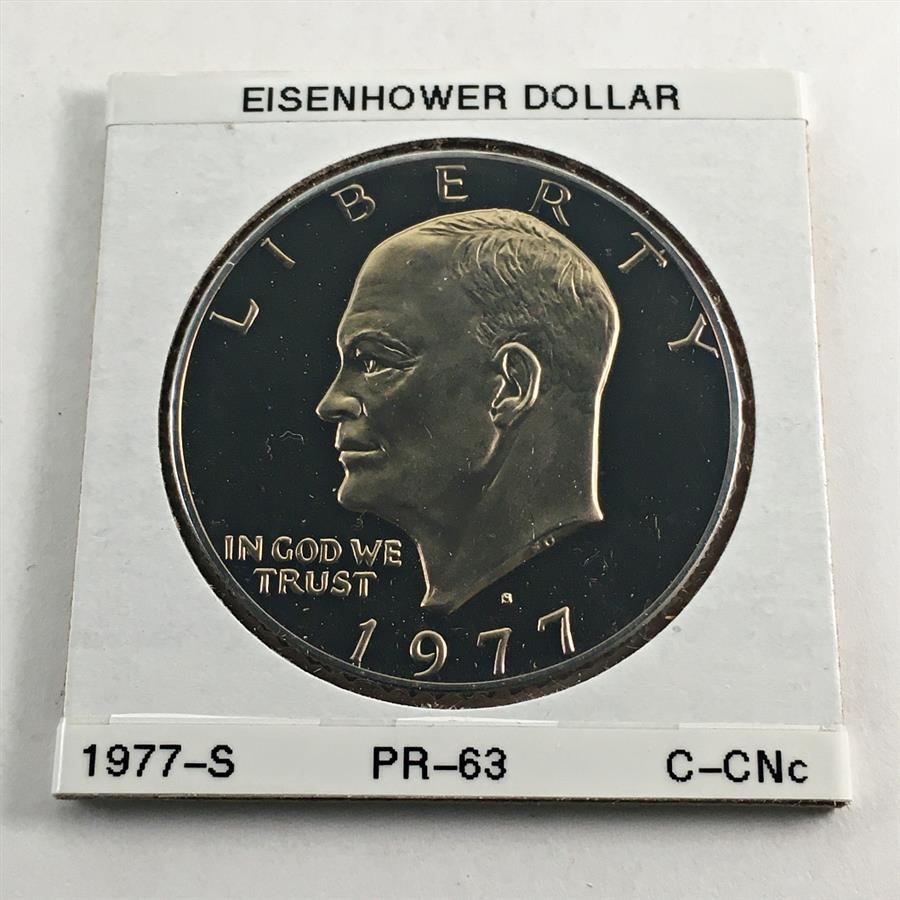 EISENHOWER DOLLAR
LIBERTY
IN GOD WE
TRUST
S
1977
1977-S PR-63 C-CNc